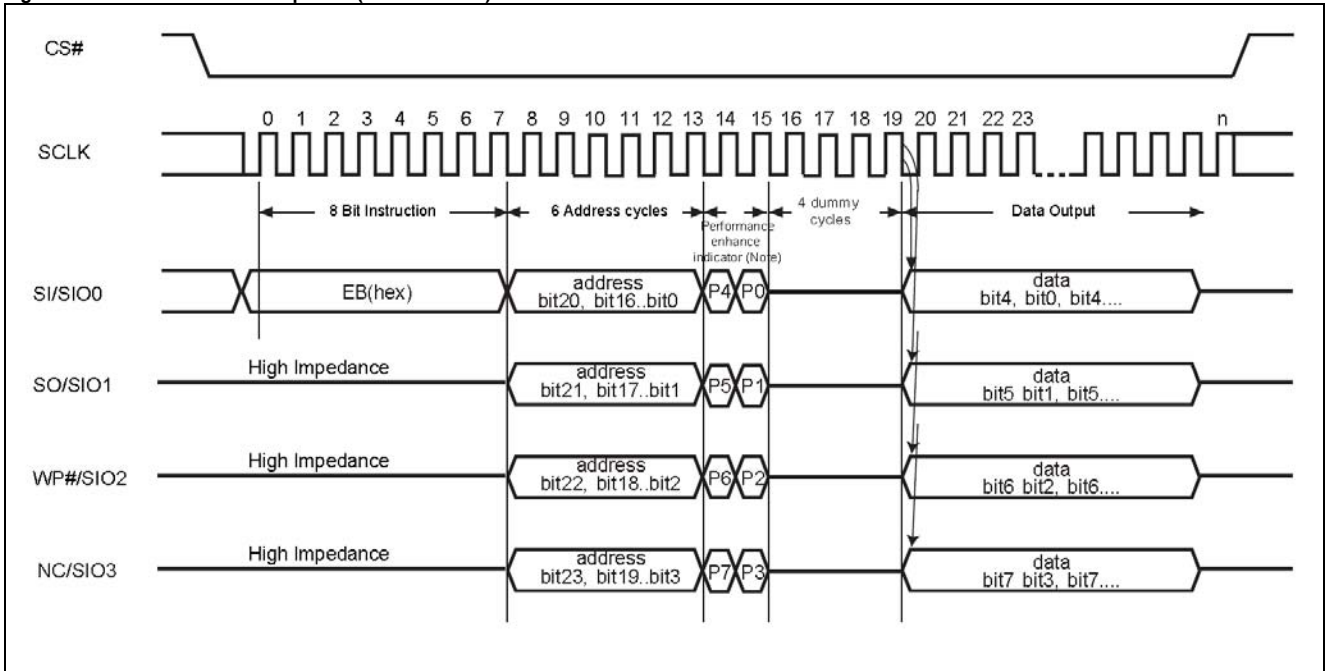 CS#
0 1 2 3 4 5 6 7 8 9 10 11 12 13 14 15 16 17 18 19 20 21 22 23 n
SCLK
8 Bit Instruction
6 Address cycles
Performance
enhance
indicator (Note)
4 dummy
cycles
Data Output
SI/SIO0
EB(hex)
address
bit20, bit16..bit0
P4 P0
data
bit4, bit0, bit4....
SO/SIO1
High Impedance
address
bit21, bit17..bit1
P5 P1
data
bit5 bit1, bit5....
WP#/SIO2
High Impedance
address
bit22, bit18..bit2
P6 P2
data
bit6 bit2, bit6....
NC/SIO3
High Impedance
address
bit23, bit19..bit3
P7 P3
data
bit7 bit3, bit7....